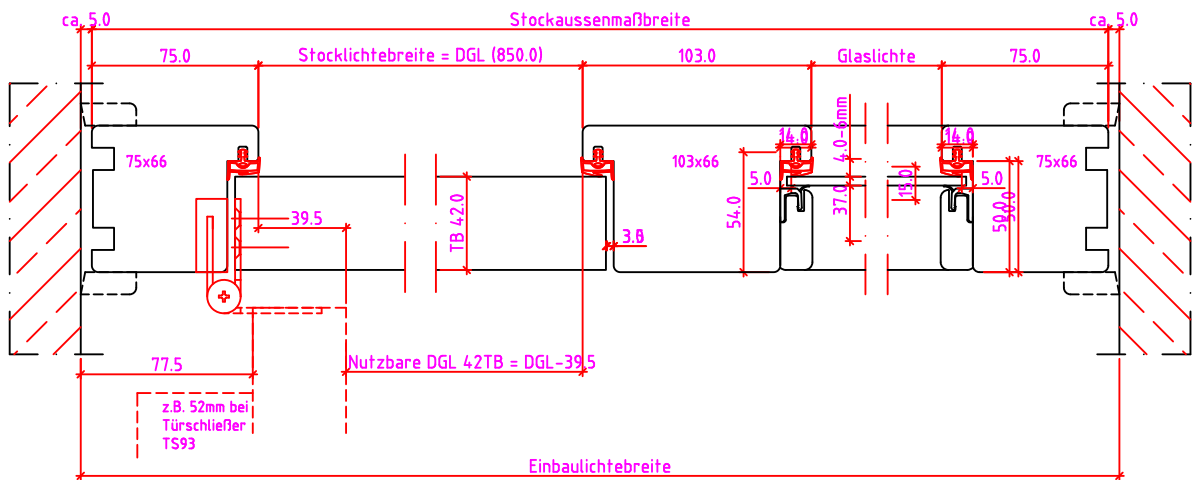 ca. 5.0
Stockaussenmaßbreite
ca. 5.0
75.0
Stocklichtebreite = DGL (850.0)
103.0
Glaslichte
75.0
75x66
103x66
14.0
4.0-6mm
14.0
75x66
39.5
TB 42.0
54.0
5.0
37.0
15.0
5.0
50.0
50.0
77.5
Nutzbare DGL 42TB = DGL-39.5
z.B. 52mm bei
Türschließer
TS93
Einbaulichtebreite